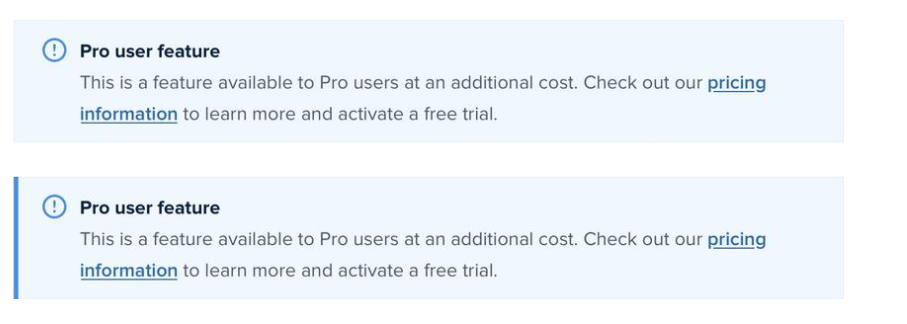 Pro user feature
This is a feature available to Pro users at an additional cost. Check out our pricing
information to learn more and activate a free trial.
Pro user feature
This is a feature available to Pro users at an additional cost. Check out our pricing
information to learn more and activate a free trial.